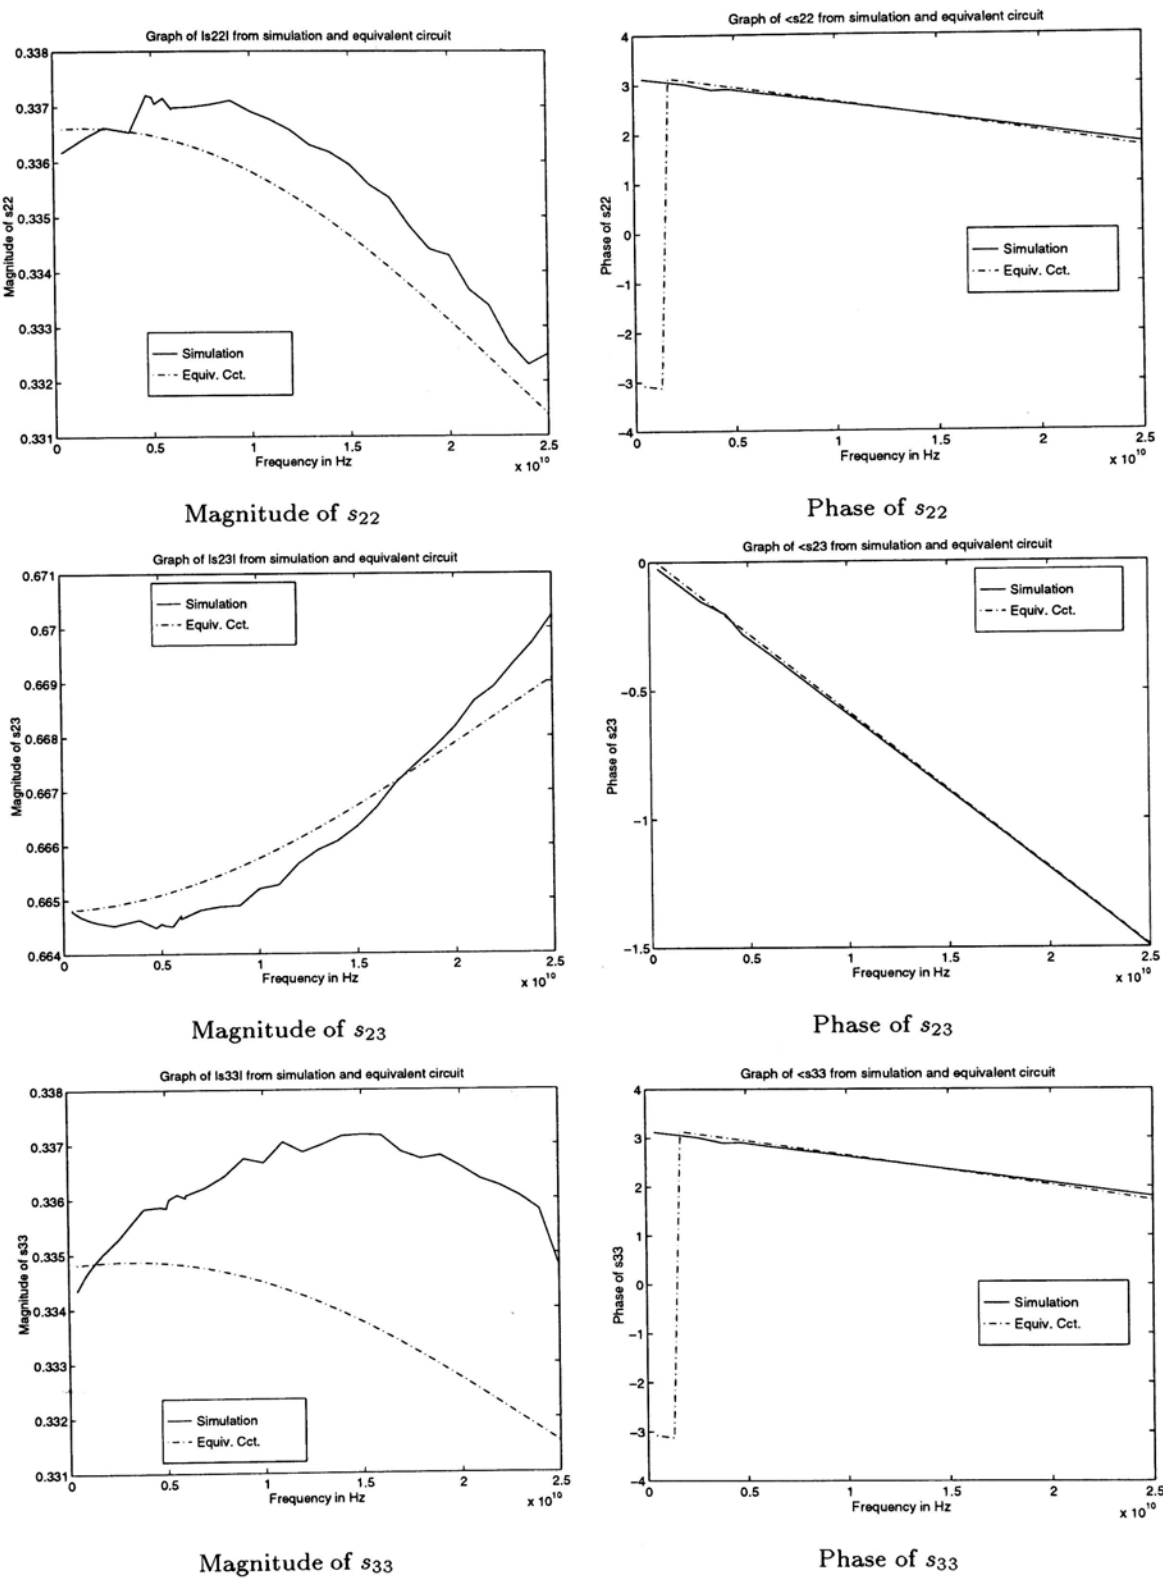 Graph of |s22| from simulation and equivalent circuit
0.338
0.337
0.336
0.335
0.334
0.333
0.332
0.331
Magnitude of s22
Simulation
Equiv. Cct.
0 0.5 1 1.5 2 2.5
Frequency in Hz
x 10^10
Magnitude of s22
Graph of <s22 from simulation and equivalent circuit
4
3
2
1
0
−1
−2
−3
−4
Phase of s22
Simulation
Equiv. Cct.
0 0.5 1 1.5 2 2.5
Frequency in Hz
x 10^10
Phase of s22
Graph of |s23| from simulation and equivalent circuit
0.671
0.67
0.669
0.668
0.667
0.666
0.665
0.664
Magnitude of s23
Simulation
Equiv. Cct.
0 0.5 1 1.5 2 2.5
Frequency in Hz
x 10^10
Magnitude of s23
Graph of <s23 from simulation and equivalent circuit
0
−0.5
−1
−1.5
Phase of s23
Simulation
Equiv. Cct.
0 0.5 1 1.5 2 2.5
Frequency in Hz
x 10^10
Phase of s23
Graph of |s33| from simulation and equivalent circuit
0.338
0.337
0.336
0.335
0.334
0.333
0.332
0.331
Magnitude of s33
Simulation
Equiv. Cct.
0 0.5 1 1.5 2 2.5
Frequency in Hz
x 10^10
Magnitude of s33
Graph of <s33 from simulation and equivalent circuit
4
3
2
1
0
−1
−2
−3
−4
Phase of s33
Simulation
Equiv. Cct.
0 0.5 1 1.5 2 2.5
Frequency in Hz
x 10^10
Phase of s33